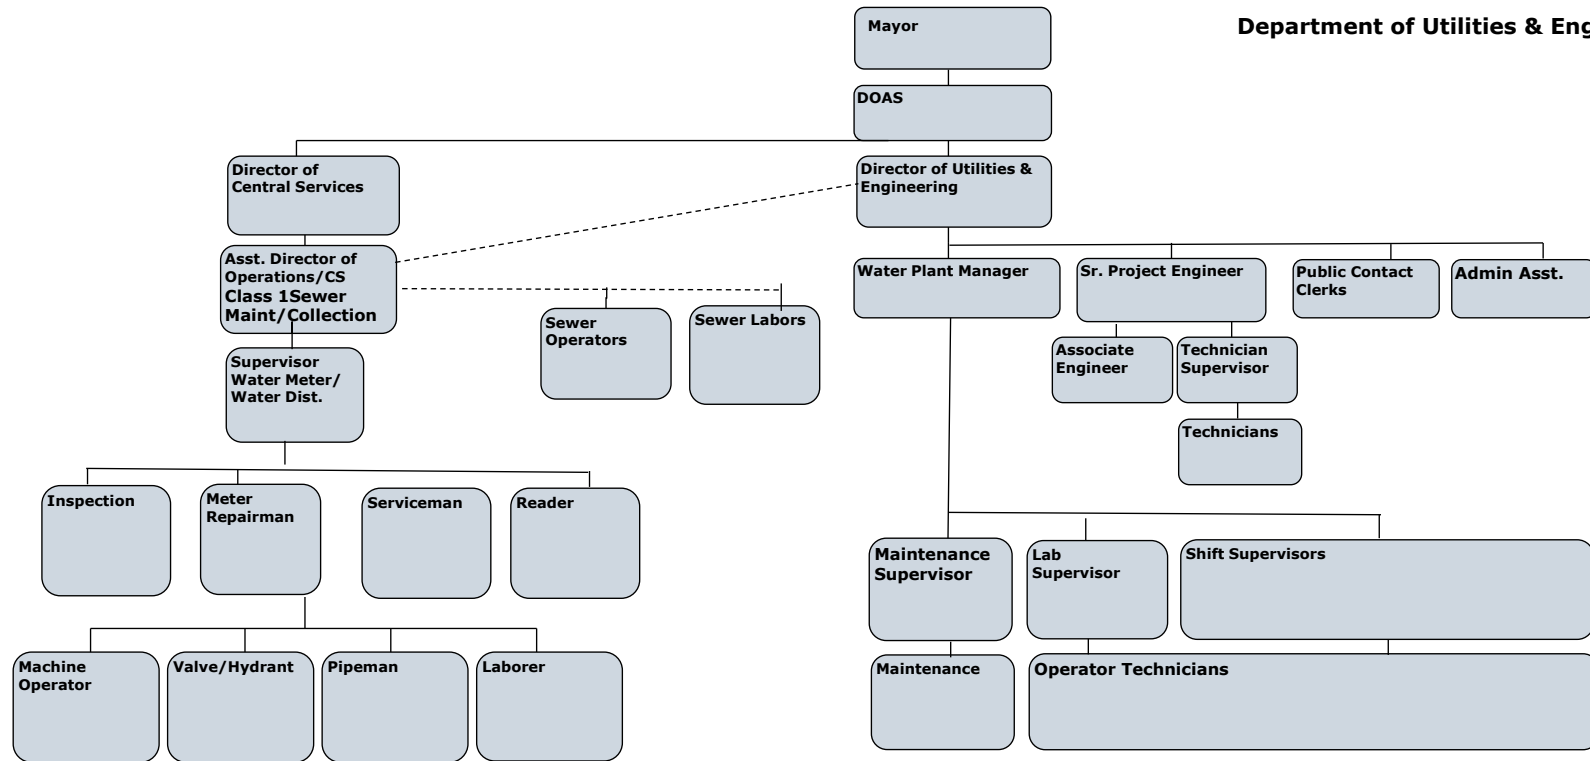 Mayor
Department of Utilities & Eng
DOAS
Director of
Central Services
Director of Utilities &
Engineering
Asst. Director of
Operations/CS
Class 1Sewer
Maint/Collection
Water Plant Manager
Sr. Project Engineer
Public Contact
Clerks
Admin Asst.
Sewer
Operators
Sewer Labors
Supervisor
Water Meter/
Water Dist.
Associate
Engineer
Technician
Supervisor
Technicians
Inspection
Meter
Repairman
Serviceman
Reader
Maintenance
Supervisor
Lab
Supervisor
Shift Supervisors
Machine
Operator
Valve/Hydrant
Pipeman
Laborer
Maintenance
Operator Technicians